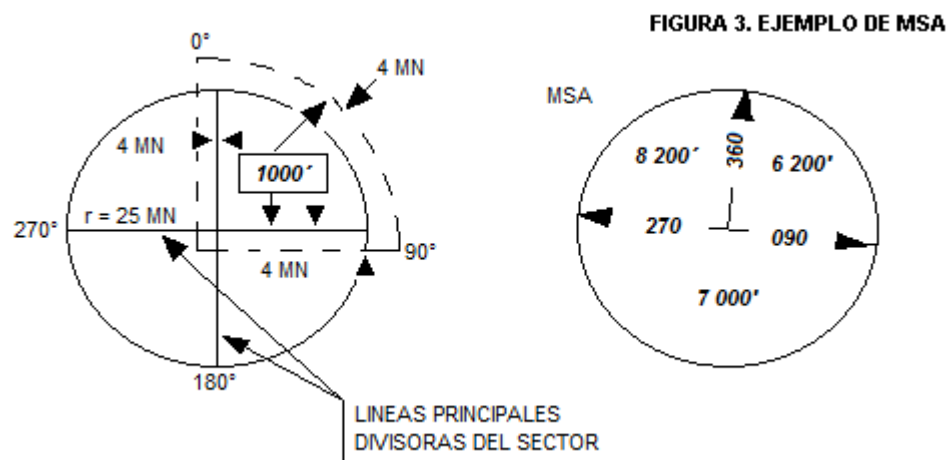 FIGURA 3. EJEMPLO DE MSA
0°
4 MN
4 MN
1000´
270°
r = 25 MN
90°
4 MN
180°
LINEAS PRINCIPALES
DIVISORAS DEL SECTOR
MSA
8 200´
360
6 200'
270
090
7 000'